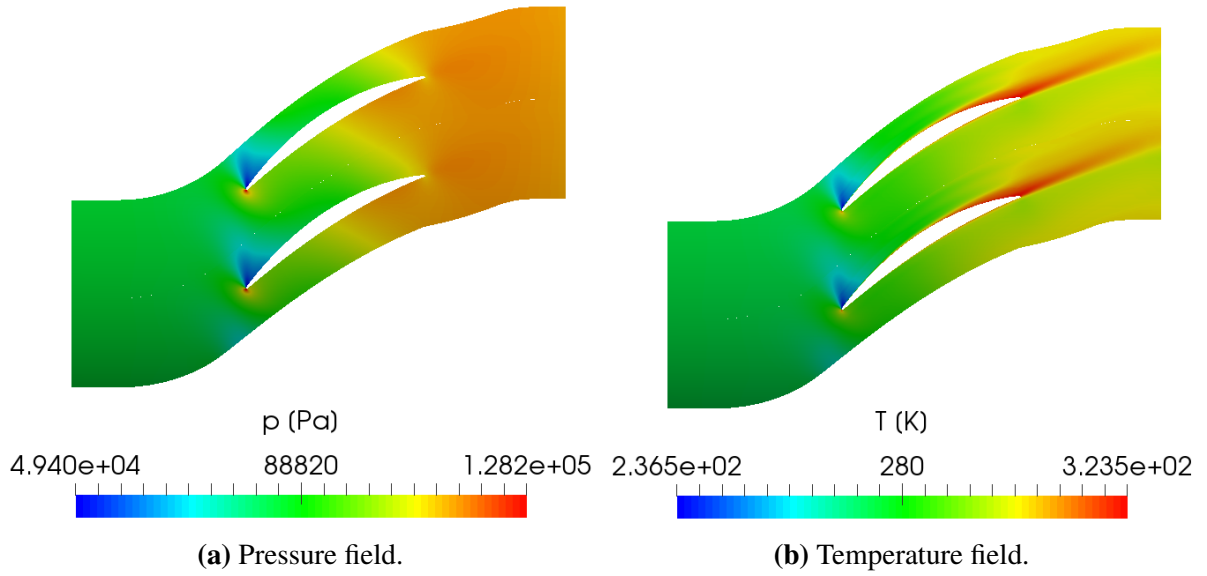 p (Pa)
4.940e+04 88820 1.282e+05
(a) Pressure field.
T (K)
2.365e+02 280 3.235e+02
(b) Temperature field.